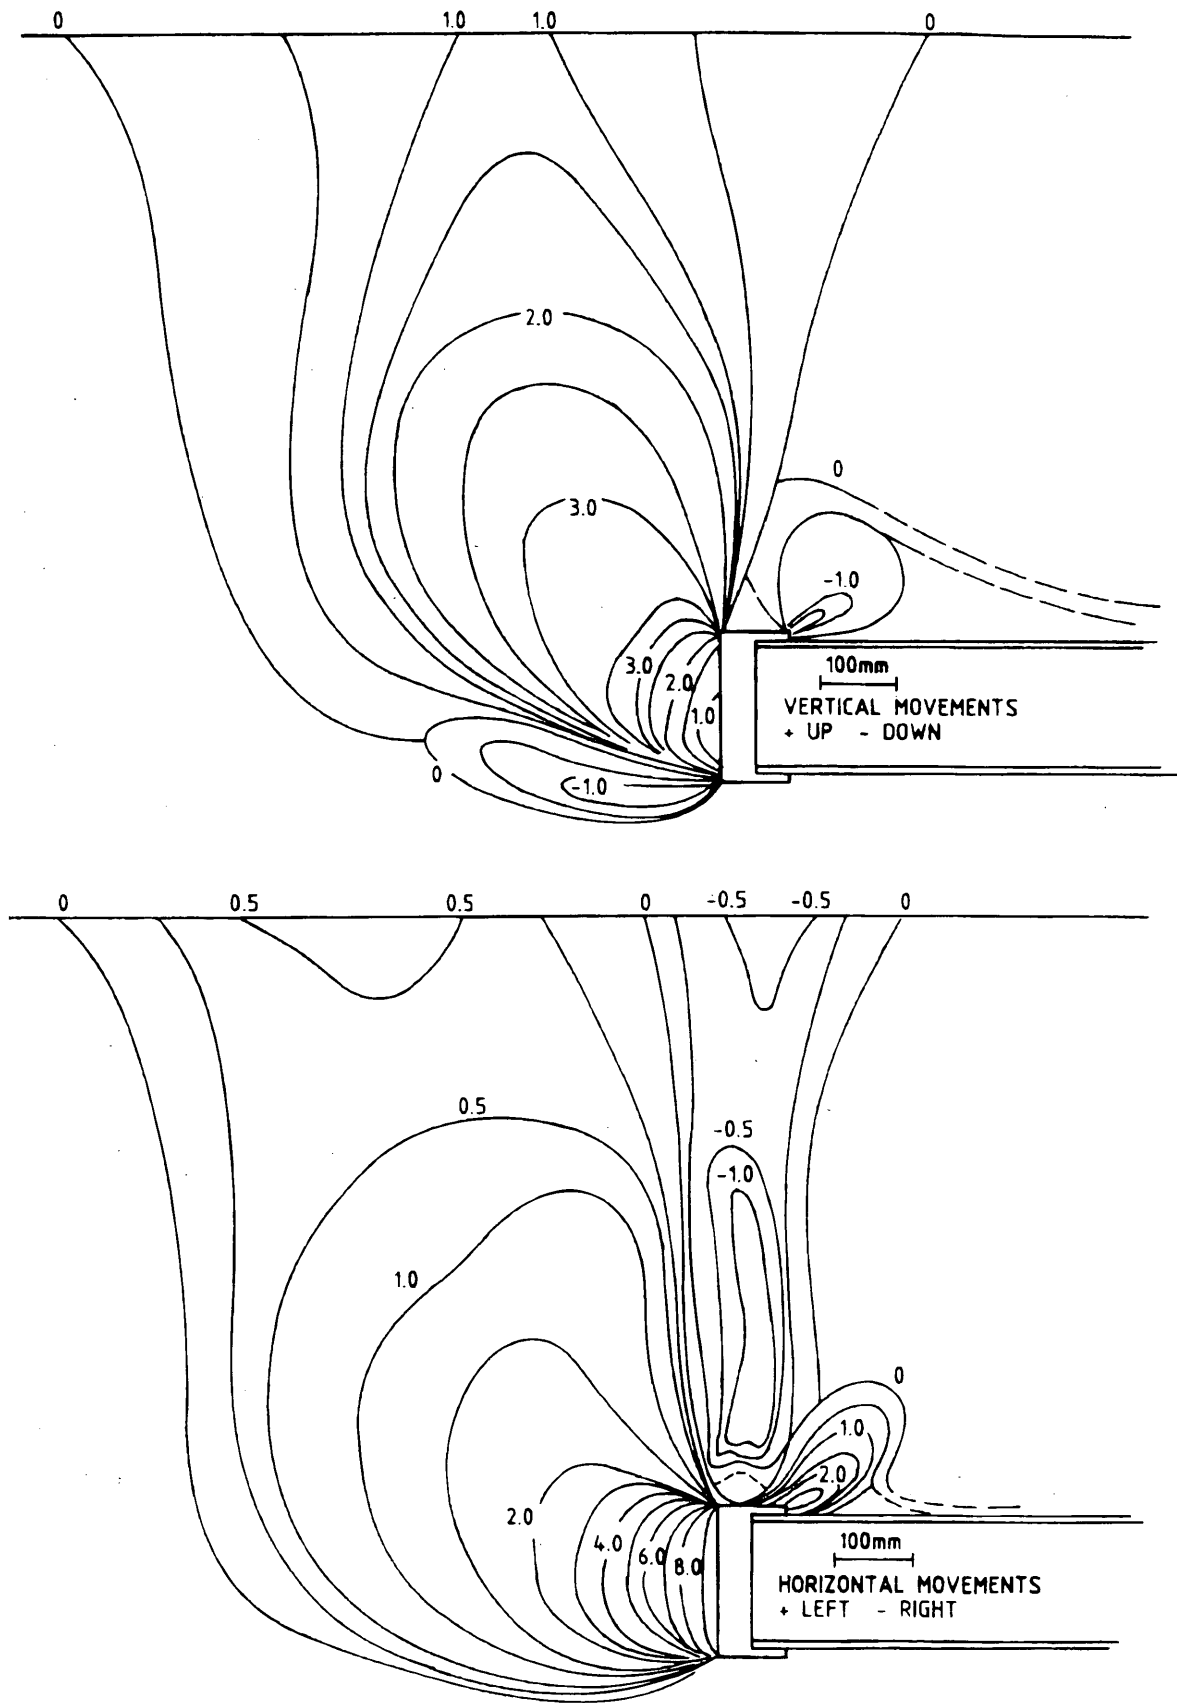 0 1.0 1.0 0
2.0
0
3.0
-1.0
3.0
2.0
1.0
100mm
VERTICAL MOVEMENTS
+ UP - DOWN
0
-1.0
0 0.5 0.5 0 -0.5 -0.5 0
0.5
-0.5
-1.0
1.0
0
1.0
2.0
2.0
4.0
6.0
8.0
100mm
HORIZONTAL MOVEMENTS
+ LEFT - RIGHT